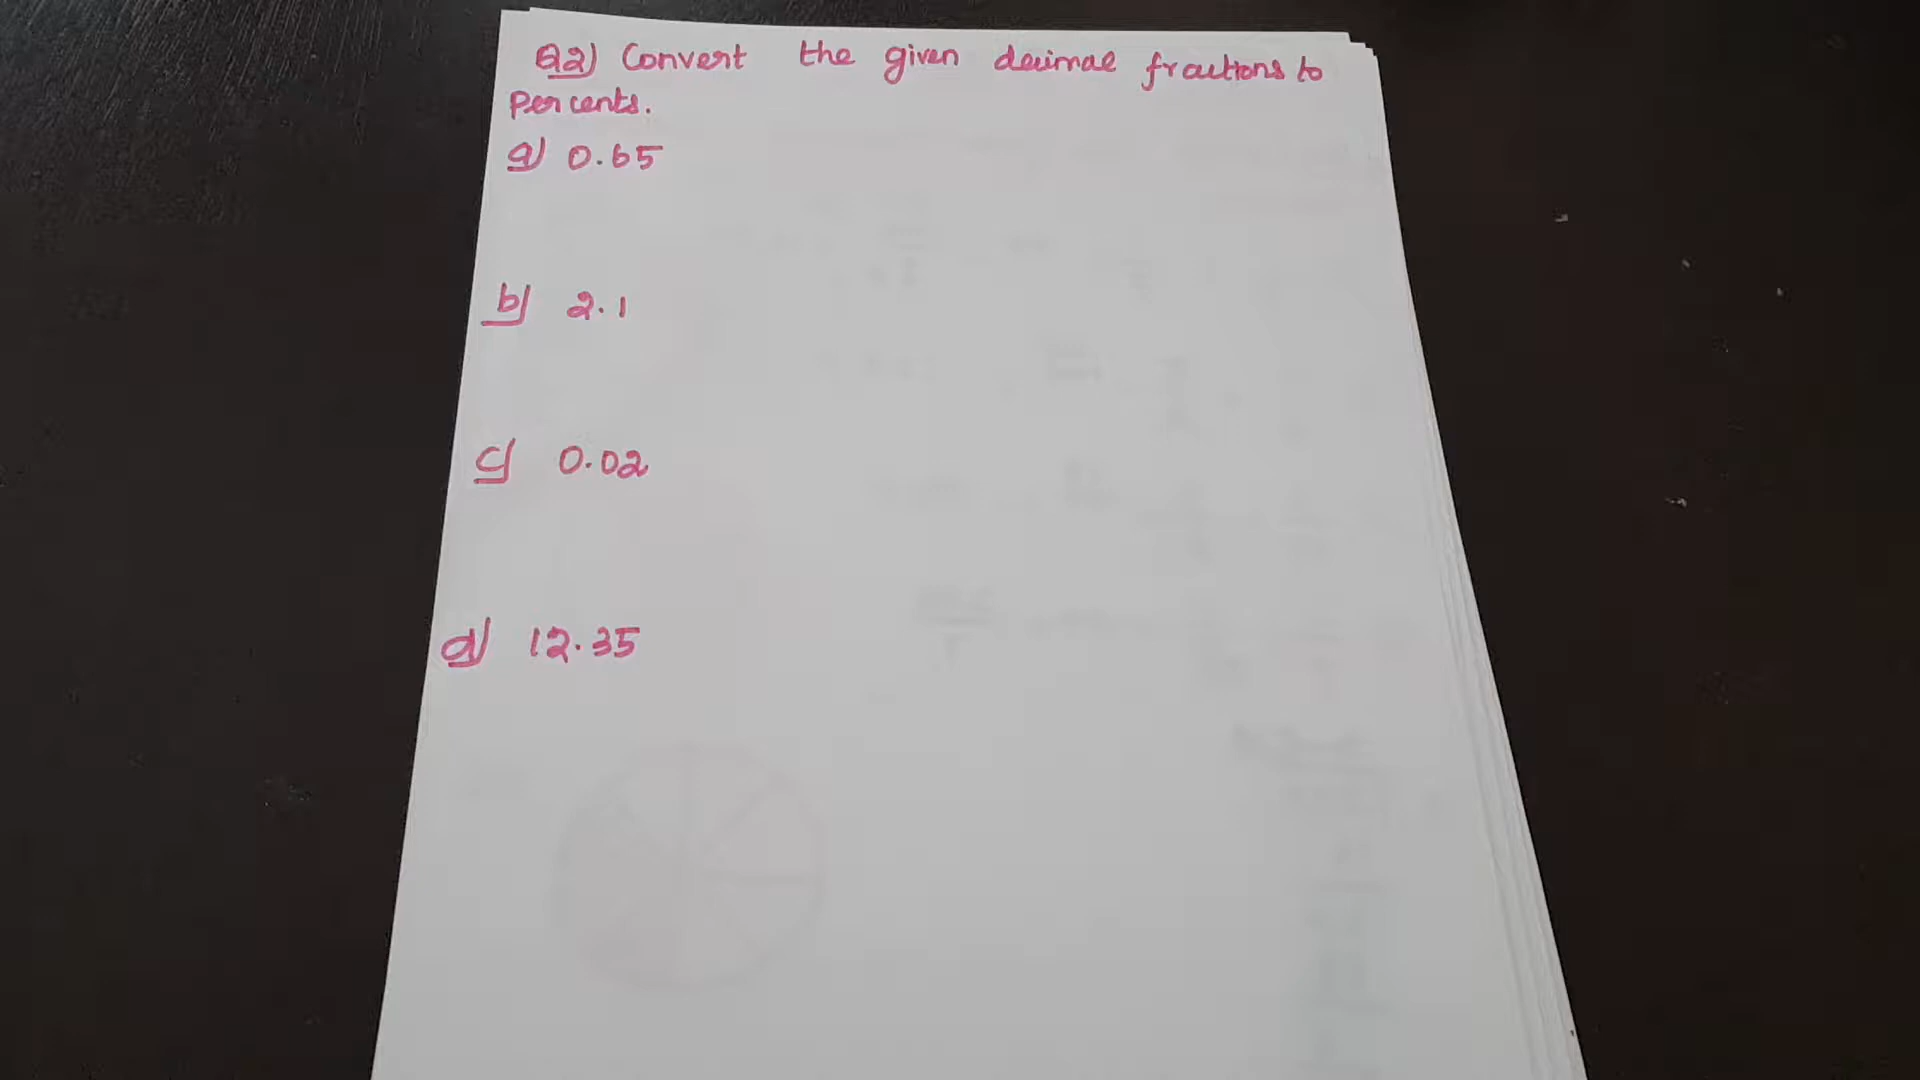 Q2) Convert the given decimal fractions to
Percents.
a) 0.65
b) 2.1
c) 0.02
d) 12.35